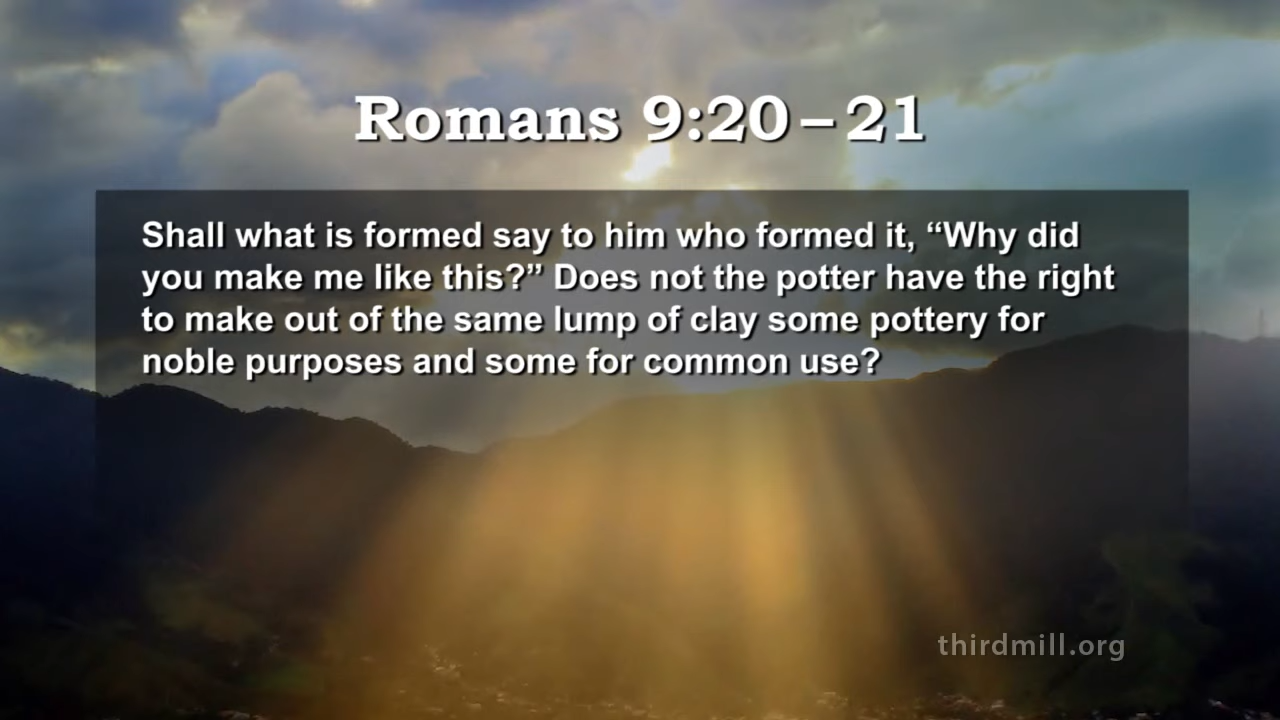 Romans 9:20–21
Shall what is formed say to him who formed it, “Why did
you make me like this?” Does not the potter have the right
to make out of the same lump of clay some pottery for
noble purposes and some for common use?
thirdmill.org